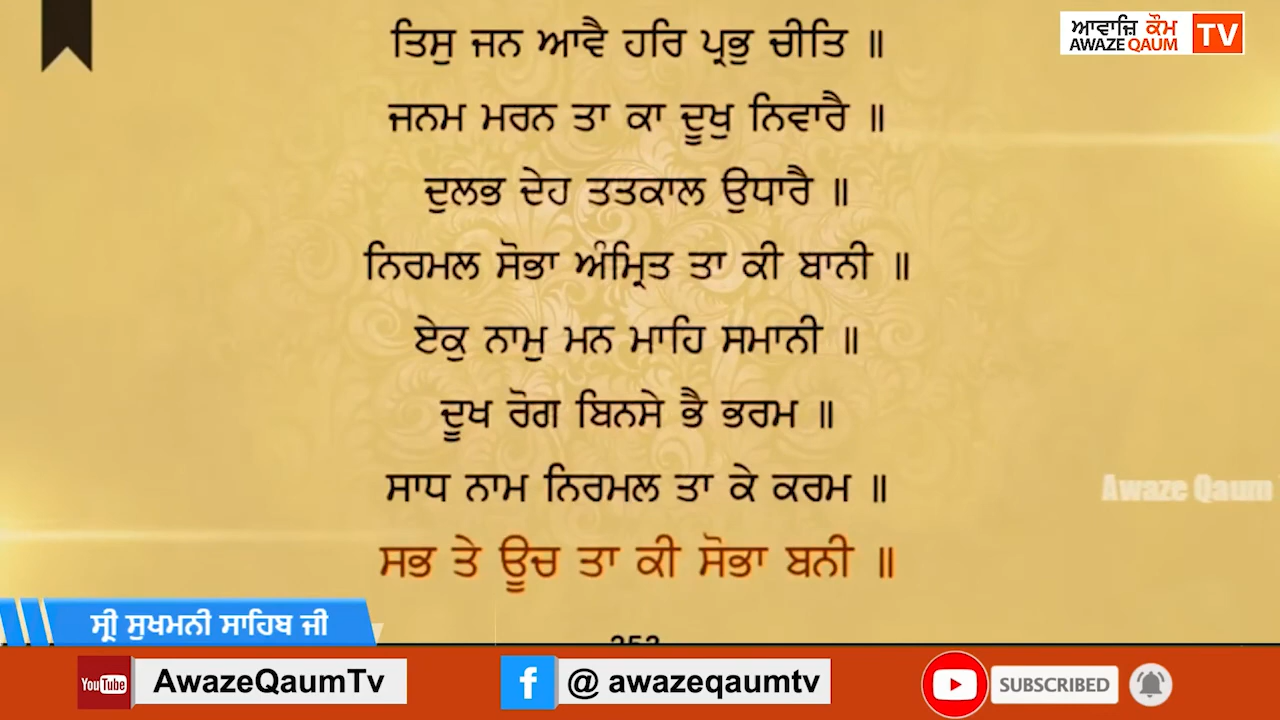 ਤਿਸੁ ਜਨ ਆਵੈ ਹਰਿ ਪ੍ਰਭੁ ਚੀਤਿ ॥
ਆਵਾਜ਼ਿ ਕੌਮ
AWAZE QAUM
TV
ਜਨਮ ਮਰਨ ਤਾ ਕਾ ਦੂਖੁ ਨਿਵਾਰੈ ॥
ਦੁਲਭ ਦੇਹ ਤਤਕਾਲ ਉਧਾਰੈ ॥
ਨਿਰਮਲ ਸੋਭਾ ਅੰਮ੍ਰਿਤ ਤਾ ਕੀ ਬਾਨੀ ॥
ਏਕੁ ਨਾਮੁ ਮਨ ਮਾਹਿ ਸਮਾਨੀ ॥
ਦੂਖ ਰੋਗ ਬਿਨਸੇ ਭੈ ਭਰਮ ॥
ਸਾਧ ਨਾਮ ਨਿਰਮਲ ਤਾ ਕੇ ਕਰਮ ॥
Awaze Qaum
ਸਭ ਤੇ ਊਚ ਤਾ ਕੀ ਸੋਭਾ ਬਨੀ ॥
ਸ੍ਰੀ ਸੁਖਮਨੀ ਸਾਹਿਬ ਜੀ
YouTube
AwazeQaumTv
@ awazeqaumtv
SUBSCRIBED